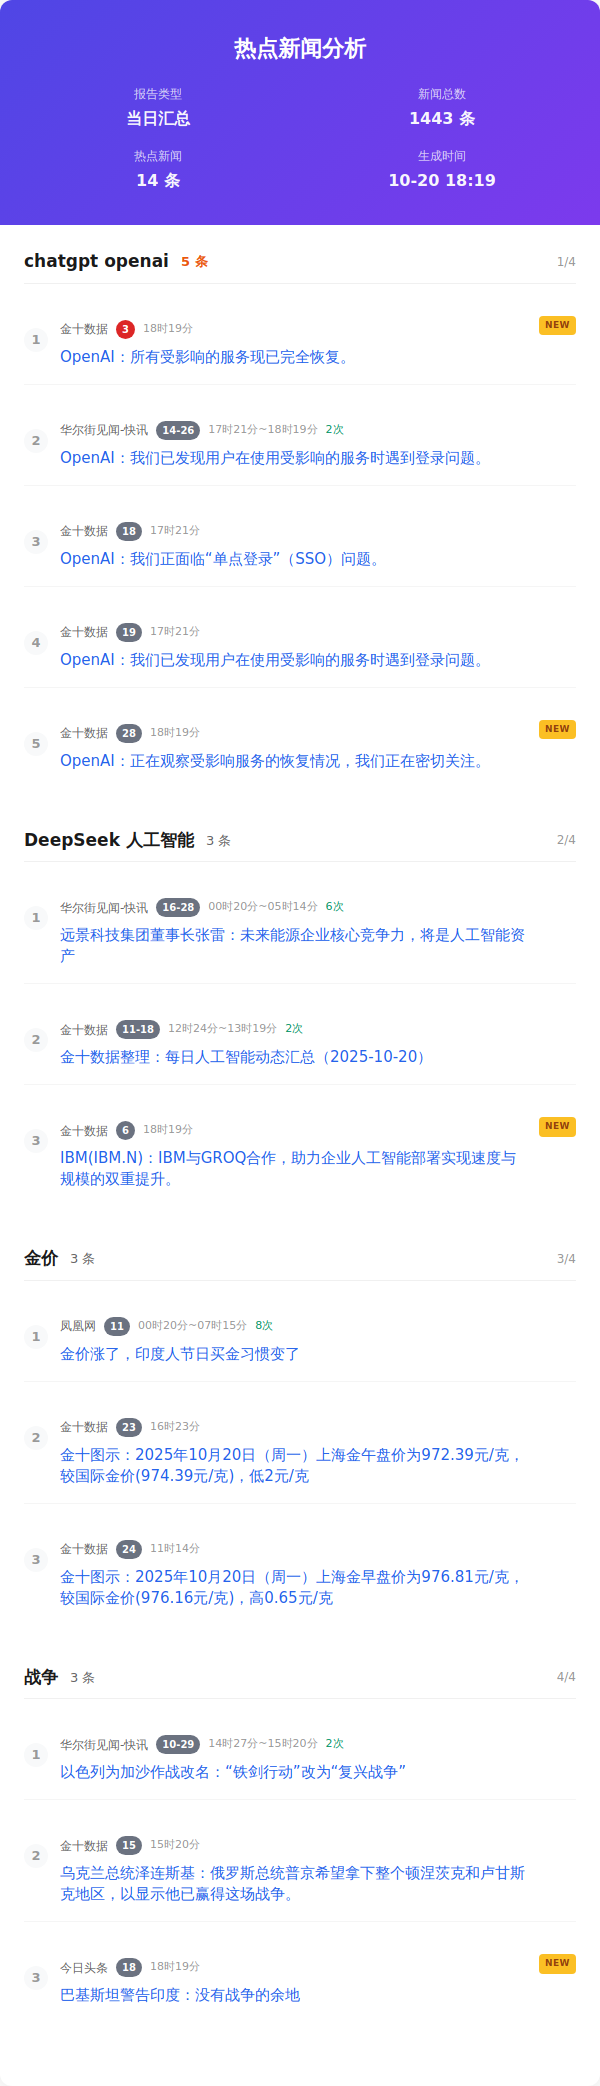 热点新闻分析
报告类型
新闻总数
当日汇总
1443 条
热点新闻
生成时间
14 条
10-20 18:19
chatgpt openai 5 条 1/4
金十数据 3 18时19分 NEW
1
OpenAI：所有受影响的服务现已完全恢复。
华尔街见闻-快讯 14-26 17时21分~18时19分 2次
2
OpenAI：我们已发现用户在使用受影响的服务时遇到登录问题。
金十数据 18 17时21分
3
OpenAI：我们正面临“单点登录”（SSO）问题。
金十数据 19 17时21分
4
OpenAI：我们已发现用户在使用受影响的服务时遇到登录问题。
金十数据 28 18时19分 NEW
5
OpenAI：正在观察受影响服务的恢复情况，我们正在密切关注。
DeepSeek 人工智能 3 条 2/4
华尔街见闻-快讯 16-28 00时20分~05时14分 6次
1
远景科技集团董事长张雷：未来能源企业核心竞争力，将是人工智能资
产
金十数据 11-18 12时24分~13时19分 2次
2
金十数据整理：每日人工智能动态汇总（2025-10-20）
金十数据 6 18时19分 NEW
3
IBM(IBM.N)：IBM与GROQ合作，助力企业人工智能部署实现速度与
规模的双重提升。
金价 3 条 3/4
凤凰网 11 00时20分~07时15分 8次
1
金价涨了，印度人节日买金习惯变了
金十数据 23 16时23分
2
金十图示：2025年10月20日（周一）上海金午盘价为972.39元/克，
较国际金价(974.39元/克)，低2元/克
金十数据 24 11时14分
3
金十图示：2025年10月20日（周一）上海金早盘价为976.81元/克，
较国际金价(976.16元/克)，高0.65元/克
战争 3 条 4/4
华尔街见闻-快讯 10-29 14时27分~15时20分 2次
1
以色列为加沙作战改名：“铁剑行动”改为“复兴战争”
金十数据 15 15时20分
2
乌克兰总统泽连斯基：俄罗斯总统普京希望拿下整个顿涅茨克和卢甘斯
克地区，以显示他已赢得这场战争。
今日头条 18 18时19分 NEW
3
巴基斯坦警告印度：没有战争的余地